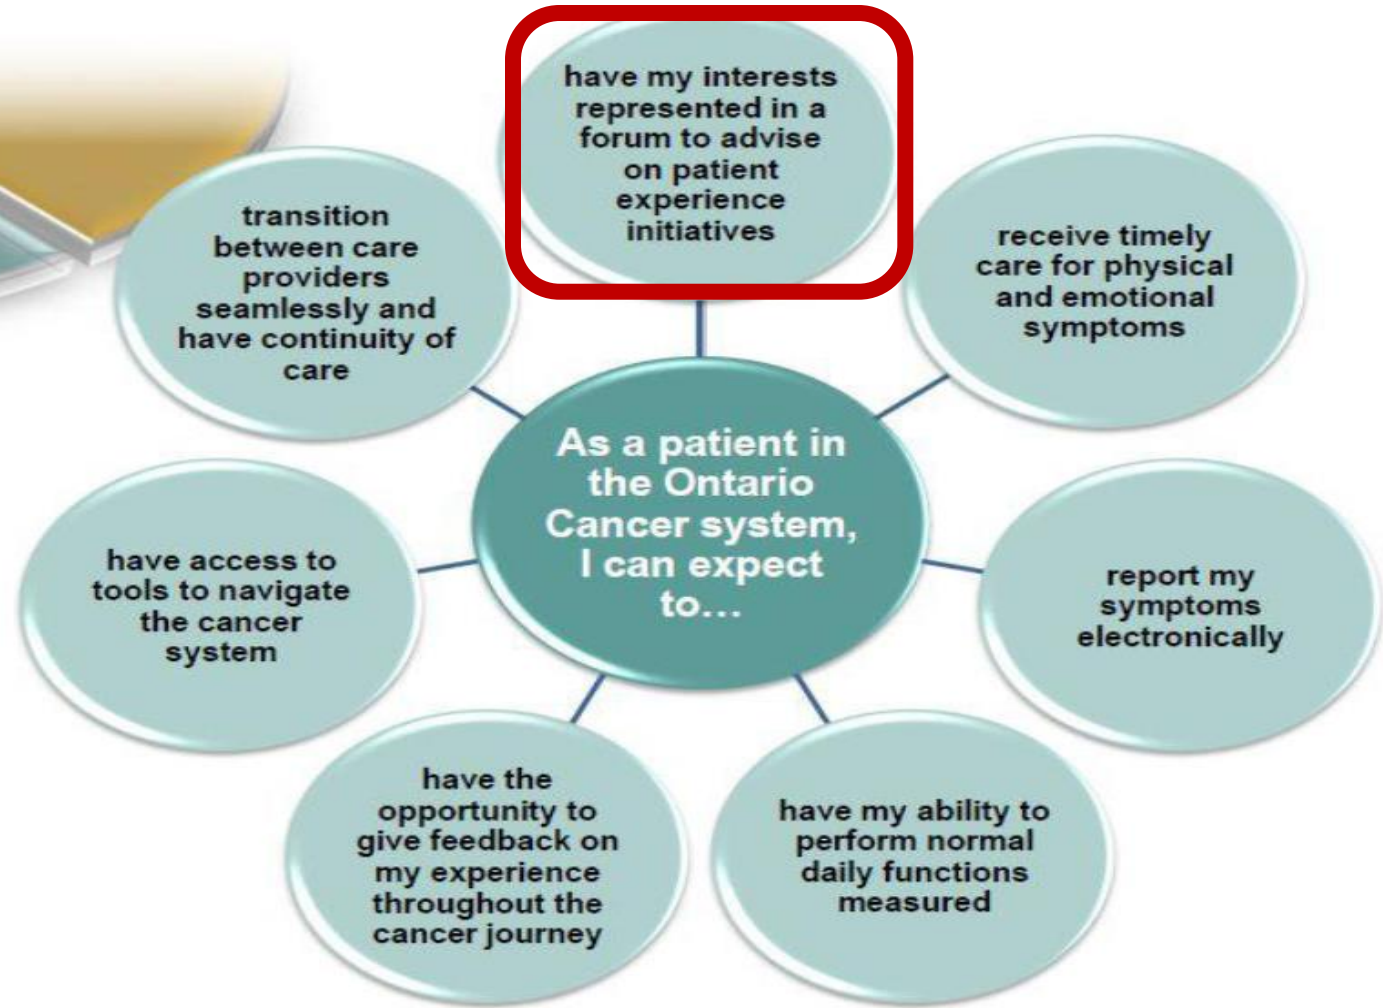 have my interests
represented in a
forum to advise
on patient
experience
initiatives
transition
between care
providers
seamlessly and
have continuity of
care
receive timely
care for physical
and emotional
symptoms
As a patient in
the Ontario
Cancer system,
I can expect
to...
have access to
tools to navigate
the cancer
system
report my
symptoms
electronically
have the
opportunity to
give feedback on
my experience
throughout the
cancer journey
have my ability to
perform normal
daily functions
measured